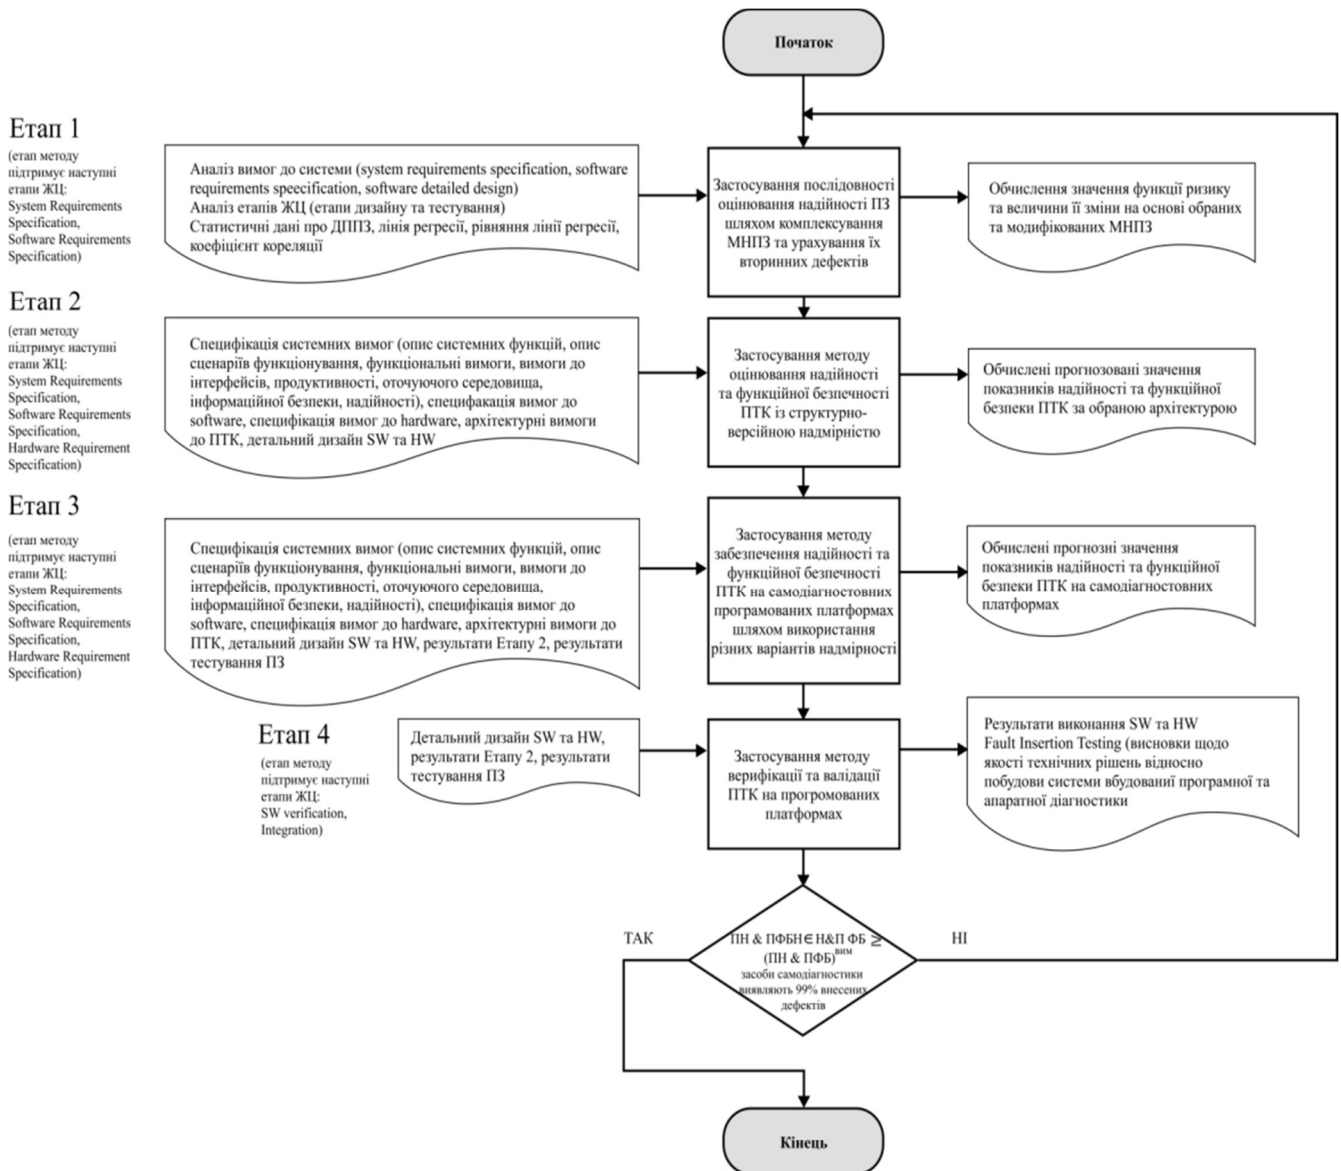 Початок
Етап 1
(етап методу
підтримує наступні
етапи ЖЦ:
System Requirements
Specification,
Software Requirements
Specification)
Аналіз вимог до системи (system requirements specification, software
requirements speecification, software detailed design)
Аналіз етапів ЖЦ (етапи дизайну та тестування)
Статистичні дані про ДППЗ, лінія регресії, рівняння лінії регресії,
коефіцієнт кореляції
Застосування послідовності
оцінювання надійності ПЗ
шляхом комплексування
МНПЗ та урахування їх
вторинних дефектів
Обчислення значення функції ризику
та величини її зміни на основі обраних
та модифікованих МНПЗ
Етап 2
(етап методу
підтримує наступні
етапи ЖЦ:
System Requirements
Specification,
Software Requirements
Specification,
Hardware Requirement
Specification)
Специфікація системних вимог (опис системних функцій, опис
сценаріїв функціонування, функціональні вимоги, вимоги до
інтерфейсів, продуктивності, оточуючого середовища,
інформаційної безпеки, надійності), специфакація вимог до
software, специфікація вимог до hardware, архітектурні вимоги
до ПТК, детальний дизайн SW та HW
Застосування методу
оцінювання надійності
та функційної безпечності
ПТК із структурно-
версійною надмірністю
Обчислені прогнозовані значення
показників надійності та функційної
безпеки ПТК за обраною архітектурою
Етап 3
(етап методу
підтримує наступні
етапи ЖЦ:
System Requirements
Specification,
Software Requirements
Specification,
Hardware Requirement
Specification)
Специфікація системних вимог (опис системних функцій, опис
сценаріїв функціонування, функціональні вимоги, вимоги до
інтерфейсів, продуктивності, оточуючого середовища,
інформаційної безпеки, надійності), специфікація вимог до
software, специфікація вимог до hardware, архітектурні вимоги до
ПТК, детальний дизайн SW та HW, результати Етапу 2, результати
тестування ПЗ
Застосування методу
забезпечення надійності та
функційної безпечності
ПТК на самодіагностовних
програмованих платформах
шляхом використання
різних варіантів надмірності
Обчислені прогнозні значення
показників надійності та функційної
безпеки ПТК на самодіагностовних
платформах
Етап 4
(етап методу
підтримує наступні
етапи ЖЦ:
SW verification,
Integration)
Детальний дизайн SW та HW,
результати Етапу 2, результати
тестування ПЗ
Застосування методу
верифікації та валідації
ПТК на прогромованих
платформах
Результати виконання SW та HW
Fault Insertion Testing (висновки щодо
якості технічних рішень відносно
побудови системи вбудованиї програмної та
апаратної діагностики
ТАК
ПН & ПФБН∈Н&П ФБ ≥
(ПН & ПФБ)вим
засоби самодіагностики
виявляють 99% внесених
дефектів
НІ
Кінець